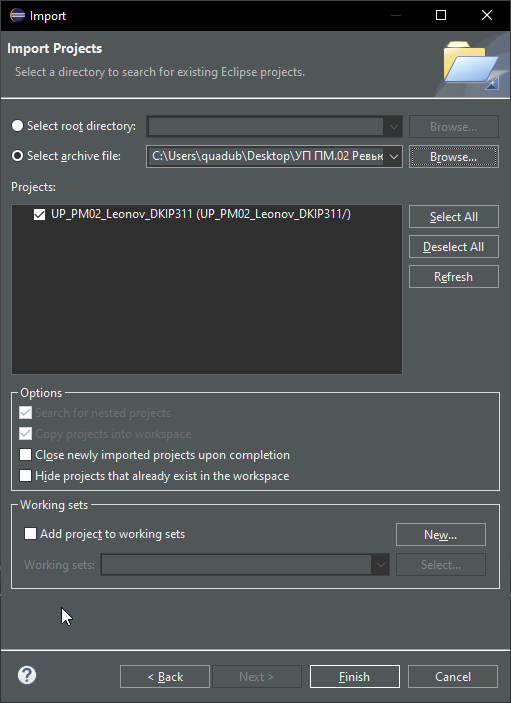 Import
Import Projects
Select a directory to search for existing Eclipse projects.
Select root directory:
Browse...
Select archive file:
C:\Users\quadub\Desktop\УП ПМ.02 Ревью
Browse...
Projects:
UP_PM02_Leonov_DKIP311 (UP_PM02_Leonov_DKIP311/)
Select All
Deselect All
Refresh
Options
Search for nested projects
Copy projects into workspace
Close newly imported projects upon completion
Hide projects that already exist in the workspace
Working sets
Add project to working sets
New...
Working sets:
Select...
?
< Back
Next >
Finish
Cancel